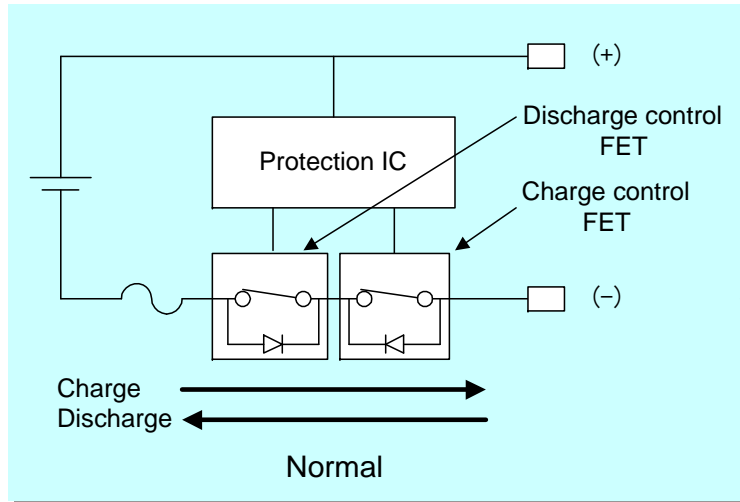 (+)
Discharge control
FET
Protection IC
Charge control
FET
(−)
Charge
Discharge
Normal